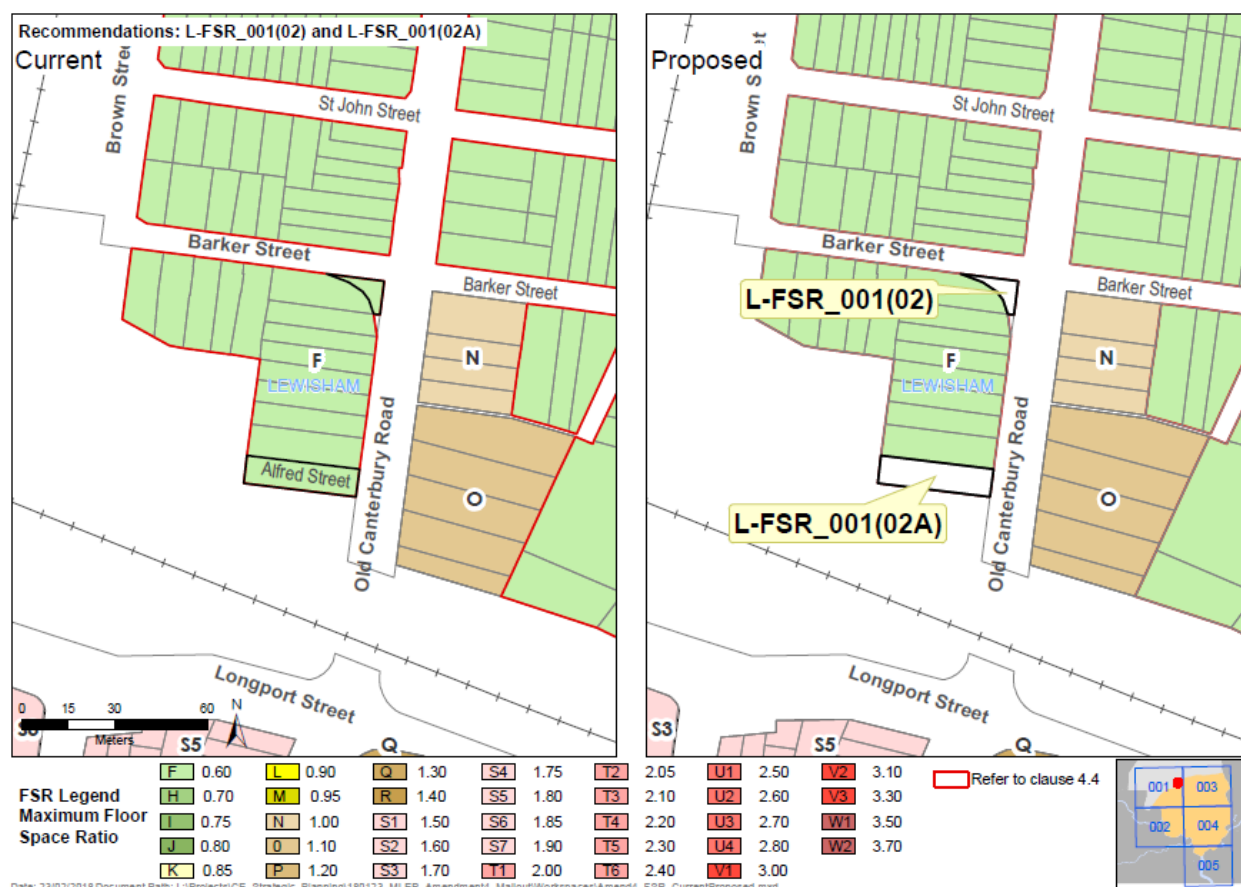 Recommendations: L-FSR_001(02) and L-FSR_001(02A)
Current
Brown Street
St John Street
Barker Street
Barker Street
F
LEWISHAM
N
Alfred Street
O
Old Canterbury Road
Longport Street
0 15 30 60
Meters
N
S5
Q
Proposed
Brown S
St John Street
Barker Street
Barker Street
L-FSR_001(02)
F
LEWISHAM
N
L-FSR_001(02A)
O
Old Canterbury Road
Longport Street
S3
S5
Q
FSR Legend
Maximum Floor
Space Ratio
F 0.60
H 0.70
I 0.75
J 0.80
K 0.85
L 0.90
M 0.95
N 1.00
0 1.10
P 1.20
Q 1.30
R 1.40
S1 1.50
S2 1.60
S3 1.70
S4 1.75
S5 1.80
S6 1.85
S7 1.90
T1 2.00
T2 2.05
T3 2.10
T4 2.20
T5 2.30
T6 2.40
U1 2.50
U2 2.60
U3 2.70
U4 2.80
V1 3.00
V2 3.10
V3 3.30
W1 3.50
W2 3.70
Refer to clause 4.4
001 003
002 004
005